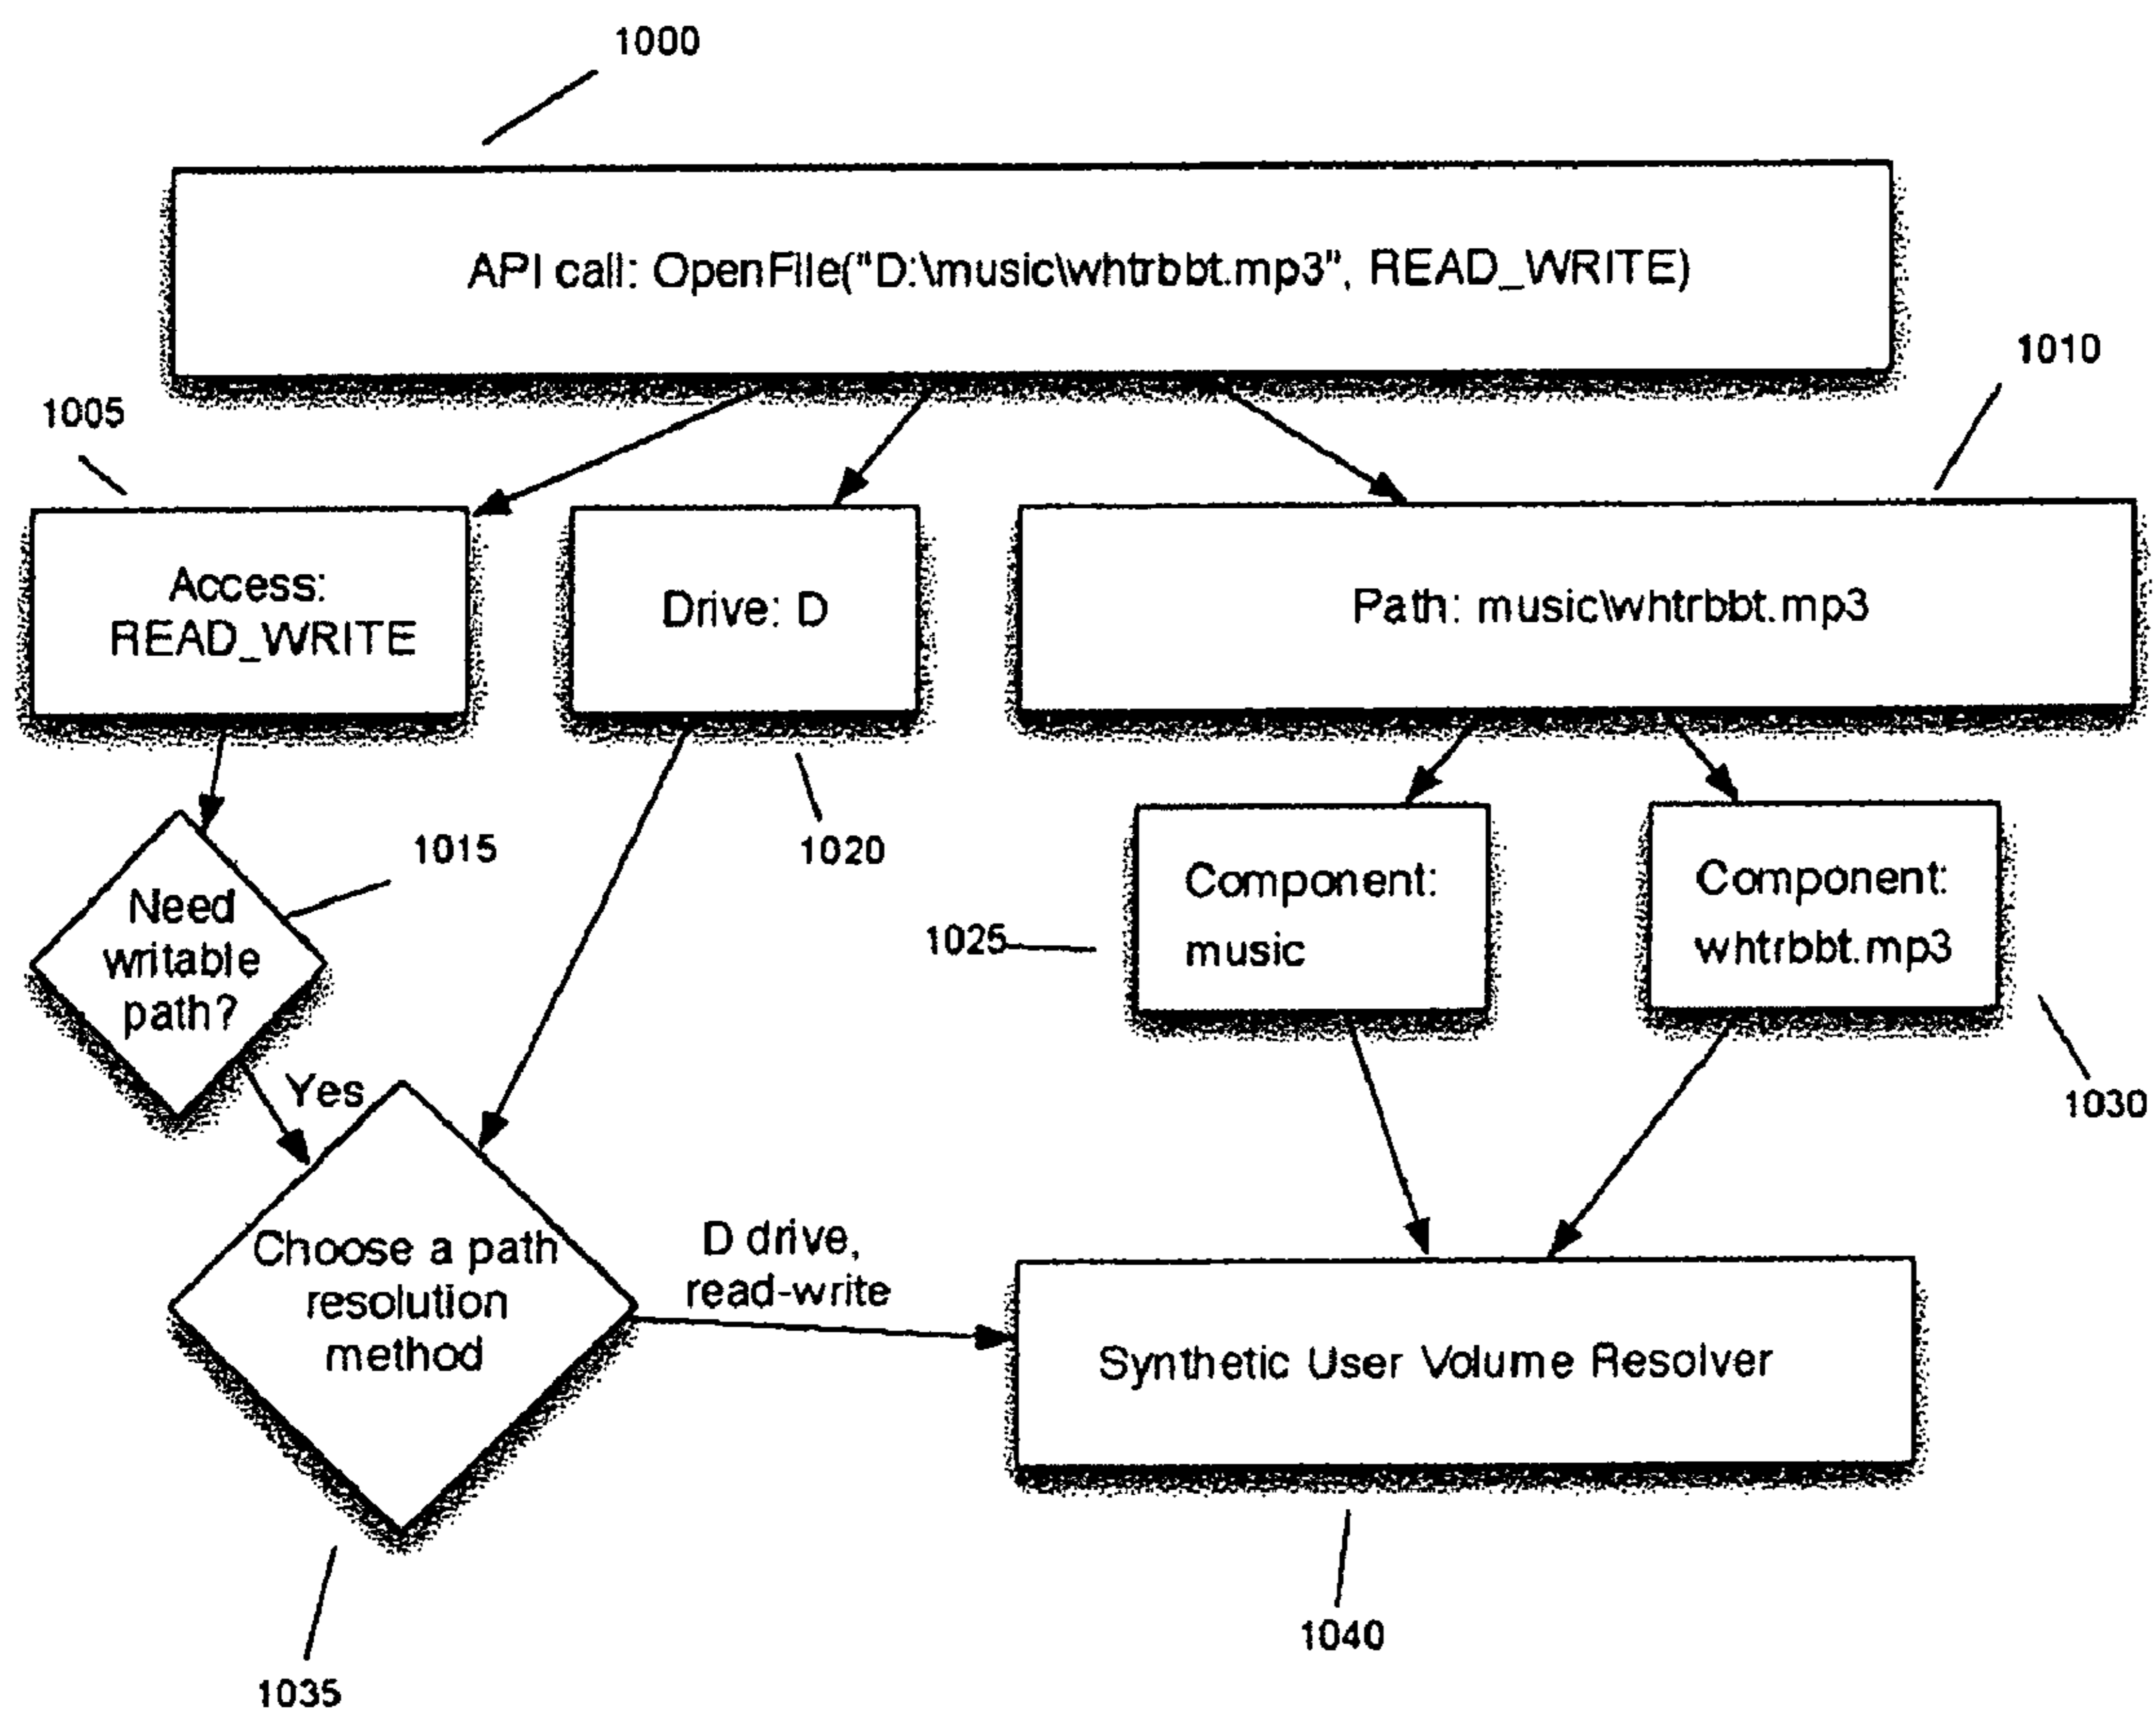 1000
API call: OpenFile("D:\music\whtrbbt.mp3", READ_WRITE)
1010
1005
Access:
READ_WRITE
Drive: D
Path: music\whtrbbt.mp3
1015
1020
Need
writable
path?
1025
Component:
music
Component:
whtrbbt.mp3
1030
Yes
Choose a path
resolution
method
D drive,
read-write
Synthetic User Volume Resolver
1040
1035